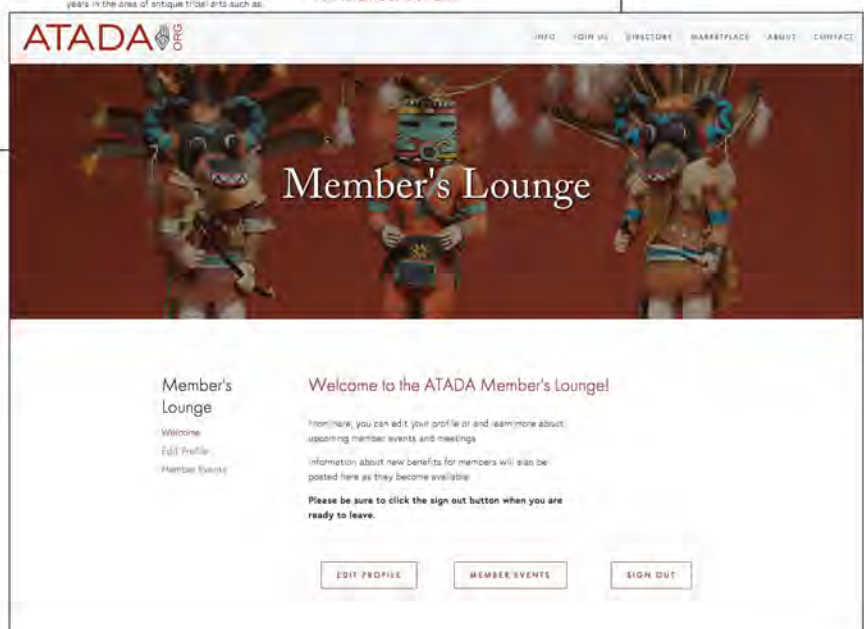 years in the area of antique tribal arts such as
ATADA ORG
INFO JOIN US DIRECTORY MARKETPLACE ABOUT CONTACT
Member's Lounge
Member's
Lounge
Welcome
Edit Profile
Member Events
Welcome to the ATADA Member's Lounge!
From here, you can edit your profile or and learn more about
upcoming member events and meetings
Information about new benefits for members will also be
posted here as they become available
Please be sure to click the sign out button when you are
ready to leave.
EDIT PROFILE
MEMBER EVENTS
SIGN OUT